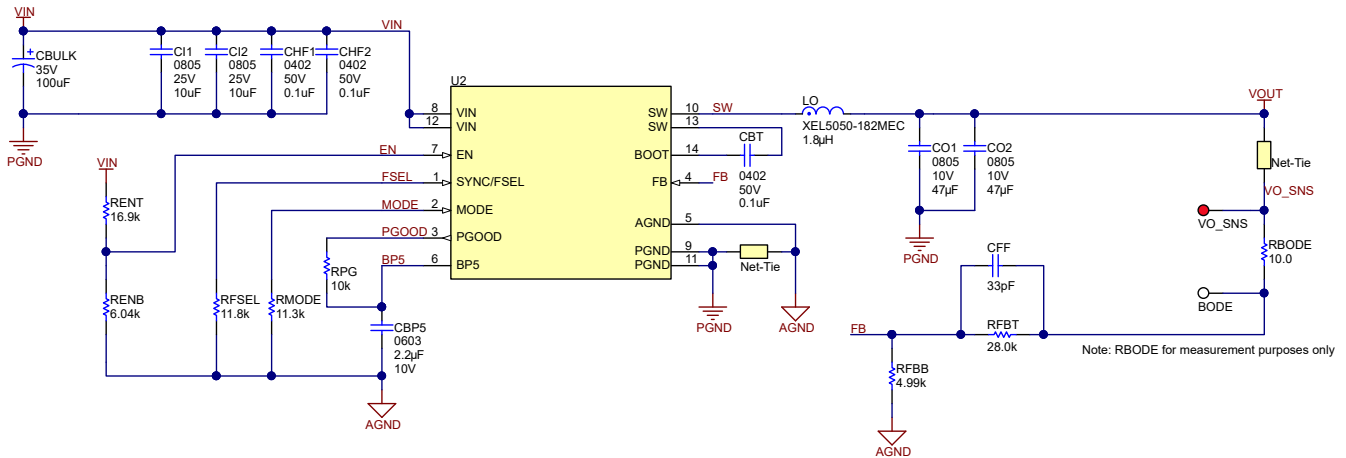 VIN
VIN
+
CBULK
35V
100uF
CI1
0805
25V
10uF
CI2
0805
25V
10uF
CHF1
0402
50V
0.1uF
CHF2
0402
50V
0.1uF
PGND
VIN
RENT
16.9k
RENB
6.04k
EN
FSEL
MODE
PGOOD
BP5
RFSEL
11.8k
RMODE
11.3k
RPG
10k
CBP5
0603
2.2µF
10V
AGND
U2
8
VIN
12
VIN
7
EN
1
SYNC/FSEL
2
MODE
3
PGOOD
6
BP5
SW
10
SW
13
BOOT
14
FB
4
AGND
5
PGND
9
PGND
11
SW
CBT
0402
50V
0.1uF
FB
Net-Tie
PGND
AGND
LO
XEL5050-182MEC
1.8µH
CO1
0805
10V
47µF
CO2
0805
10V
47µF
PGND
VOUT
Net-Tie
VO_SNS
VO_SNS
RBODE
10.0
BODE
CFF
33pF
FB
RFBT
28.0k
RFBB
4.99k
AGND
Note: RBODE for measurement purposes only